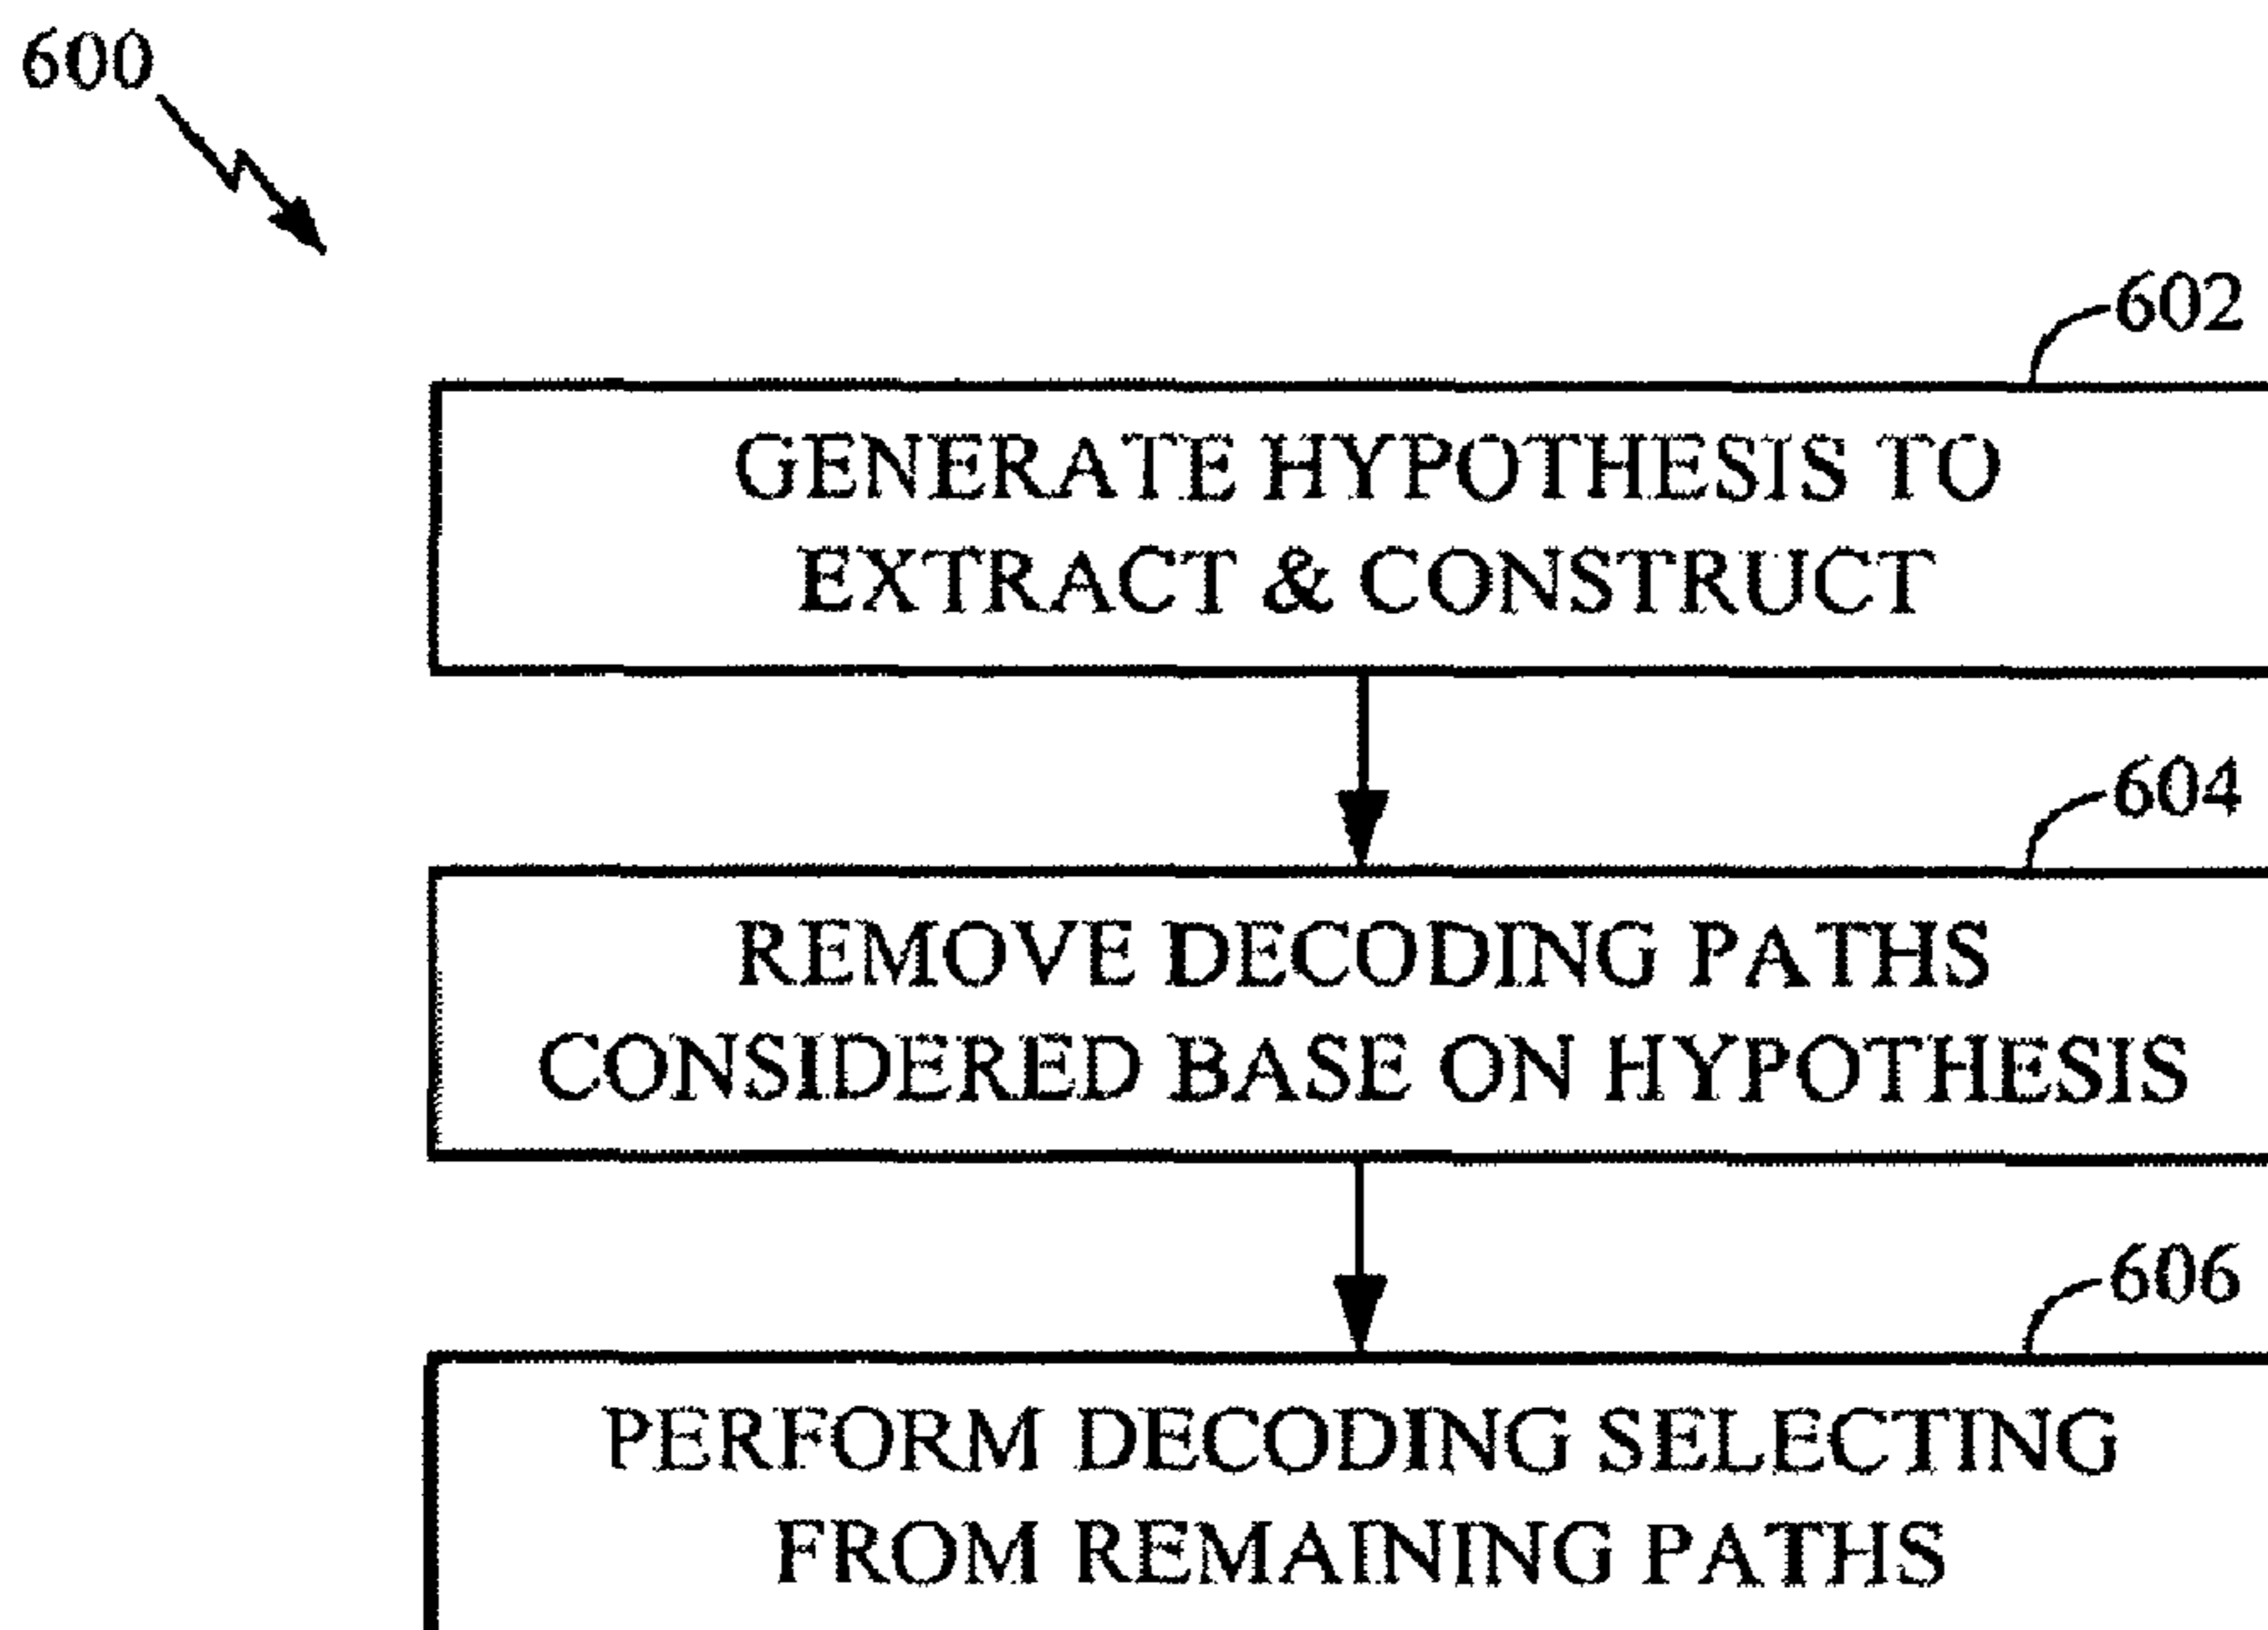 600
602
GENERATE HYPOTHESIS TO
EXTRACT & CONSTRUCT
604
REMOVE DECODING PATHS
CONSIDERED BASE ON HYPOTHESIS
606
PERFORM DECODING SELECTING
FROM REMAINING PATHS